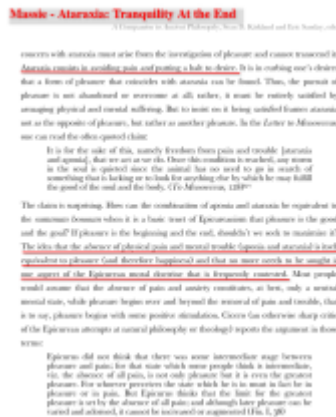 Massie - Ataraxia: Tranquility At the End
A Companion to Ancient Philosophy, Sean D. Kirkland and Eric Sanday, eds.
concern with ataraxia must arise from the investigation of pleasure and cannot transcend it.
Ataraxia consists in avoiding pain and putting a halt to desire. It is in curbing one's desires
that a form of pleasure that coincides with ataraxia can be found. Thus, the pursuit of
pleasure is not abandoned or overcome at all; rather, it must be entirely satisfied by
assuaging physical and mental suffering. But to insist on being satisfied frames ataraxia
not as the opposite of pleasure, but rather as another pleasure. In the Letter to Menoeceus
one can read the often quoted claim:
It is for the sake of this, namely freedom from pain and trouble [ataraxia
and aponia], that we act as we do. Once this condition is reached, any storm
in the soul is quieted since the animal has no need to go in search of
something that is lacking or to look for anything else by which he may fulfill
the good of the soul and the body. (To Menoeceus, 128)
The claim is surprising. How can the combination of aponia and ataraxia be equivalent to
the summum bonum when it is a basic tenet of Epicureanism that pleasure is the good
and the goal? If pleasure is the beginning and the end, shouldn't we seek to maximize it?
The idea that the absence of physical pain and mental trouble (aponia and ataraxia) is itself
equivalent to pleasure (and therefore happiness) and that no more needs to be sought is
one aspect of the Epicurean moral doctrine that is frequently contested. Most people
would assume that the absence of pain and anxiety constitutes, at best, only a neutral
mental state, while pleasure begins over and beyond the removal of pain and trouble, that
is to say, pleasure begins with some positive stimulation. Cicero (an otherwise sharp critic
of the Epicurean attempts at natural philosophy or theology) reports the argument in those
terms:
Epicurus did not think that there was some intermediate stage between
pleasure and pain; for that state which some people think is intermediate,
viz. the absence of all pain, is not only pleasure but it is even the greatest
pleasure. For whoever perceives the state which he is in must in fact be in
pleasure or in pain. But Epicurus thinks that the limit for the greatest
pleasure is set by the absence of all pain; and although later pleasure can be
varied and adorned, it cannot be increased or augmented (Fin. I, 38)